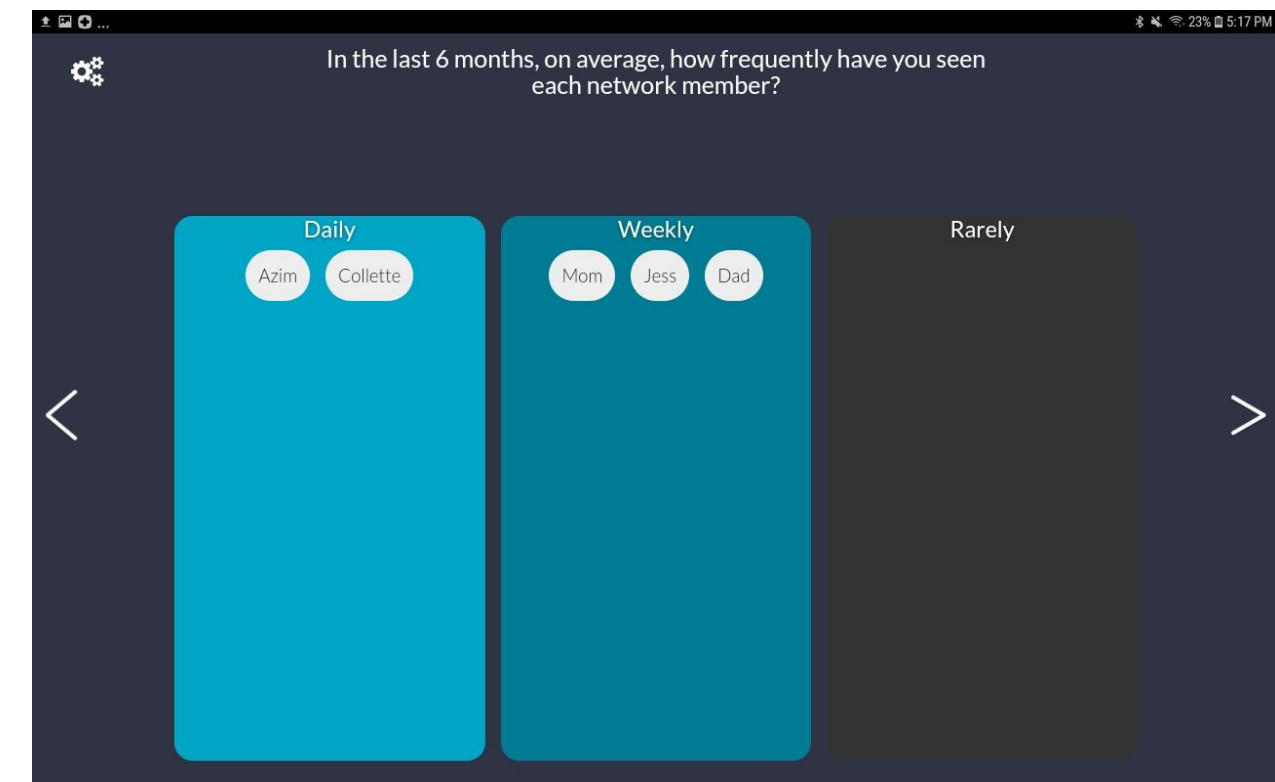 ...
23% 5:17 PM
In the last 6 months, on average, how frequently have you seen
each network member?
Daily
Azim Collette
Weekly
Mom Jess Dad
Rarely